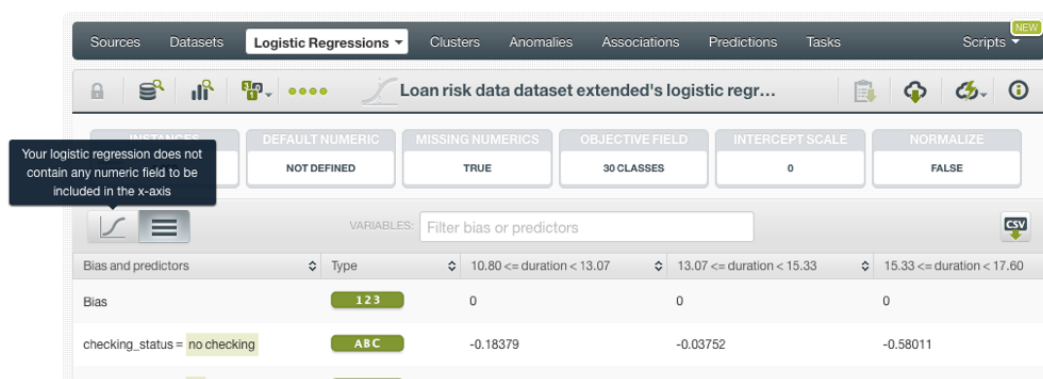 NEW
Sources Datasets Logistic Regressions Clusters Anomalies Associations Predictions Tasks Scripts
Loan risk data dataset extended's logistic regr...
INSTANCES DEFAULT NUMERIC MISSING NUMERICS OBJECTIVE FIELD INTERCEPT SCALE NORMALIZE
NOT DEFINED TRUE 30 CLASSES 0 FALSE
Your logistic regression does not
contain any numeric field to be
included in the x-axis
VARIABLES: Filter bias or predictors CSV
Bias and predictors Type 10.80 <= duration < 13.07 13.07 <= duration < 15.33 15.33 <= duration < 17.60
Bias 123 0 0 0
checking_status = no checking ABC -0.18379 -0.03752 -0.58011